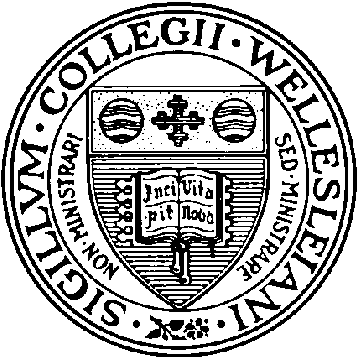 SIGILLVM · COLLEGII · WELLESLEIANI ·
NON·MINISTRARI
SED·MINISTRARE
Inci Vita
pit Nova